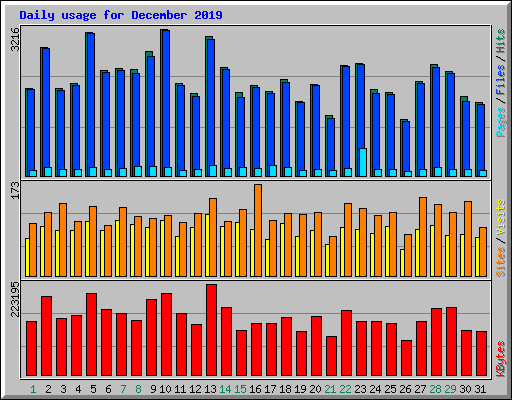 Daily usage for December 2019
3216
Pages/Files/Hits
173
Sites/Visits
223195
KBytes
1 2 3 4 5 6 7 8 9 10 11 12 13 14 15 16 17 18 19 20 21 22 23 24 25 26 27 28 29 30 31